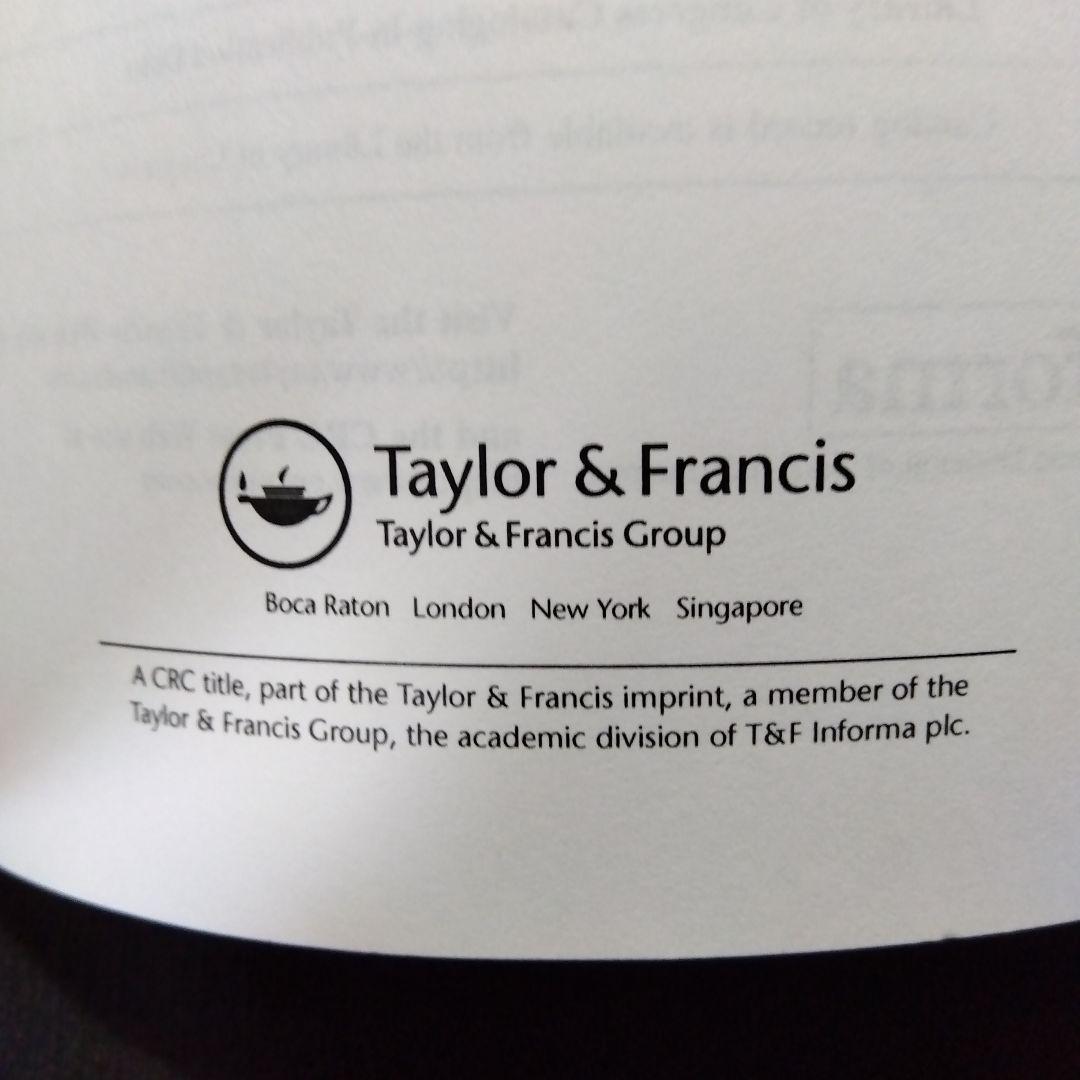 Taylor & Francis
Taylor & Francis Group
Boca Raton London New York Singapore
A CRC title, part of the Taylor & Francis imprint, a member of the
Taylor & Francis Group, the academic division of T&F Informa plc.